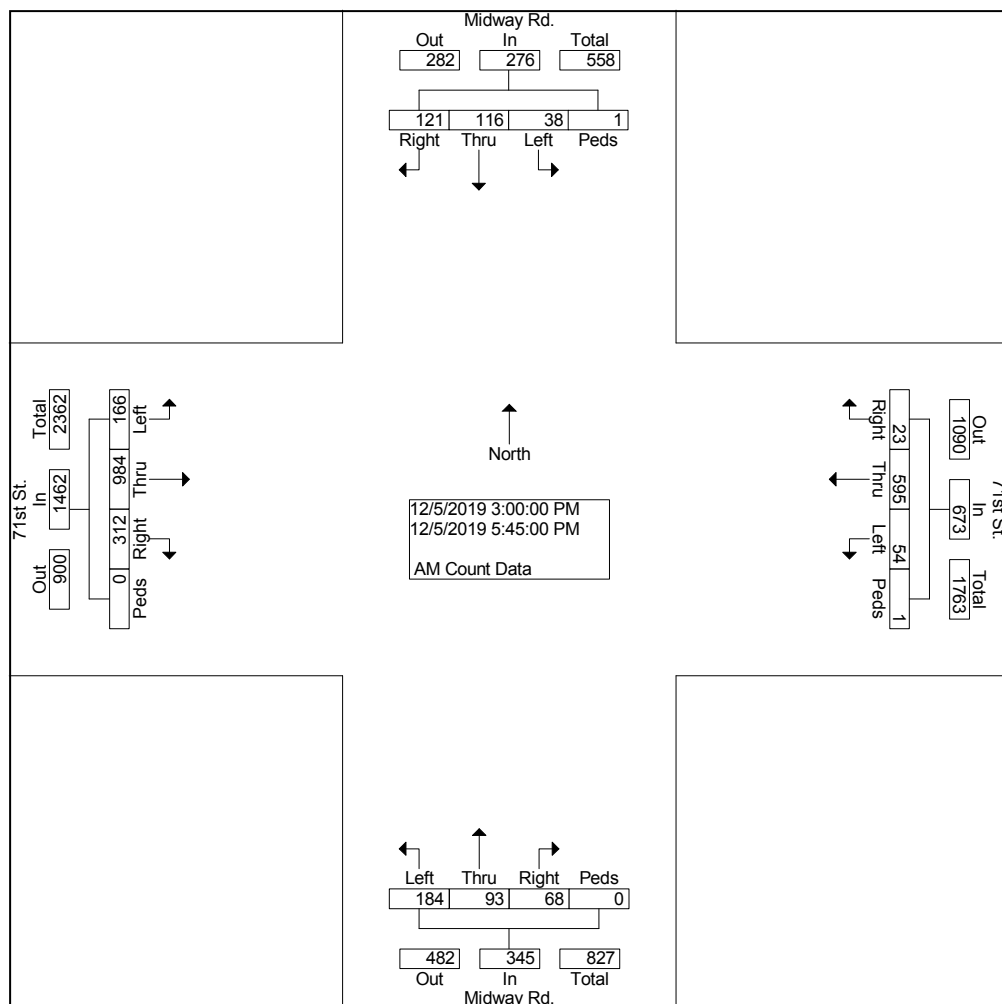 Midway Rd.
Out In Total
282 276 558
121 116 38 1
Right Thru Left Peds
71st St.
Total In Out
2362 1462 900
166 984 312 0
Left Thru Right Peds
North
12/5/2019 3:00:00 PM
12/5/2019 5:45:00 PM
AM Count Data
Right Thru Left Peds
23 595 54 1
Out In Total
1090 673 1763
71st St.
Left Thru Right Peds
184 93 68 0
482 345 827
Out In Total
Midway Rd.